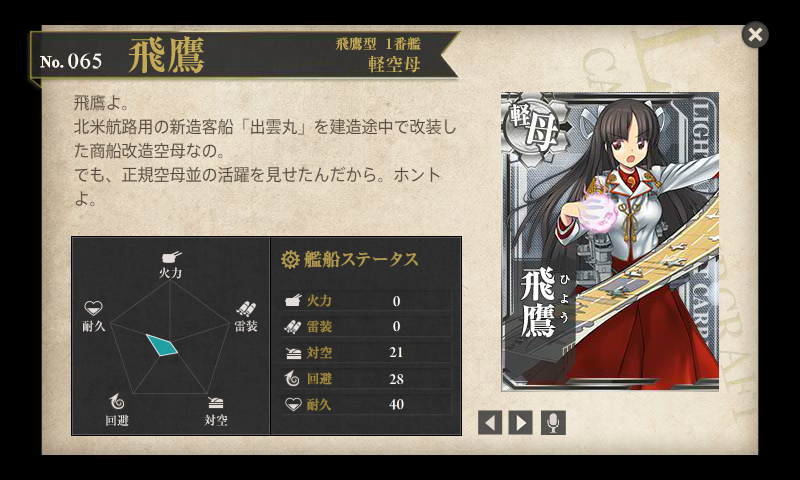 No. 065 飛鷹
飛鷹型 1番艦
軽空母
飛鷹よ。
北米航路用の新造客船「出雲丸」を建造途中で改装し
た商船改造空母なの。
でも、正規空母並の活躍を見せたんだから。ホント
よ。
火力
耐久
雷装
回避
対空
艦船ステータス
火力 0
雷装 0
対空 21
回避 28
耐久 40
軽母
飛鷹
ひよう